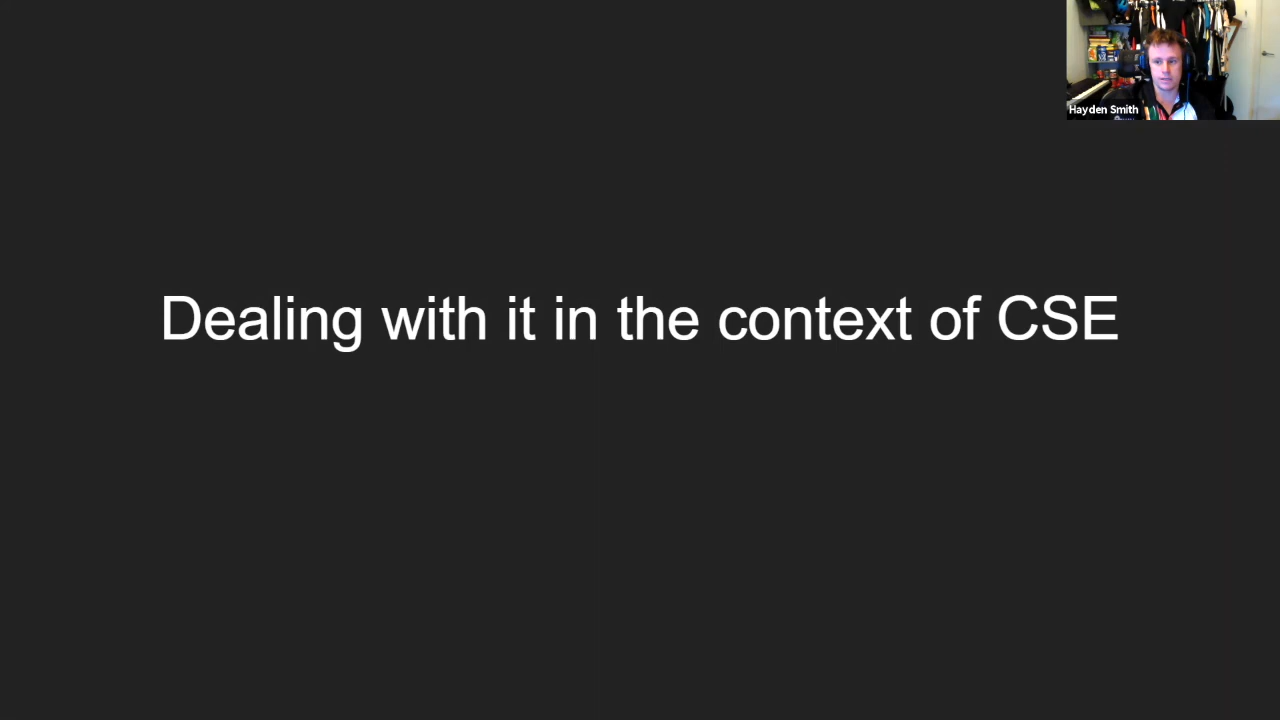 Hayden Smith
Dealing with it in the context of CSE